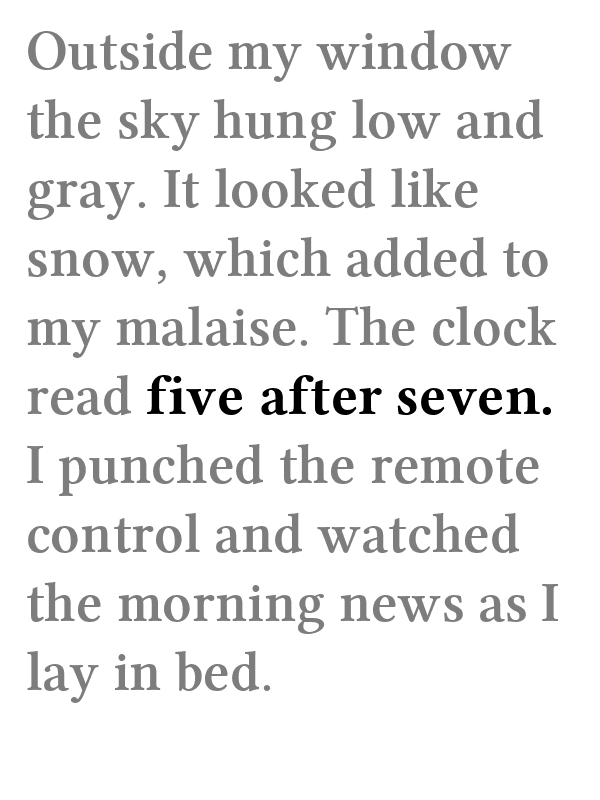 Outside my window
the sky hung low and
gray. It looked like
snow, which added to
my malaise. The clock
read five after seven.
I punched the remote
control and watched
the morning news as I
lay in bed.